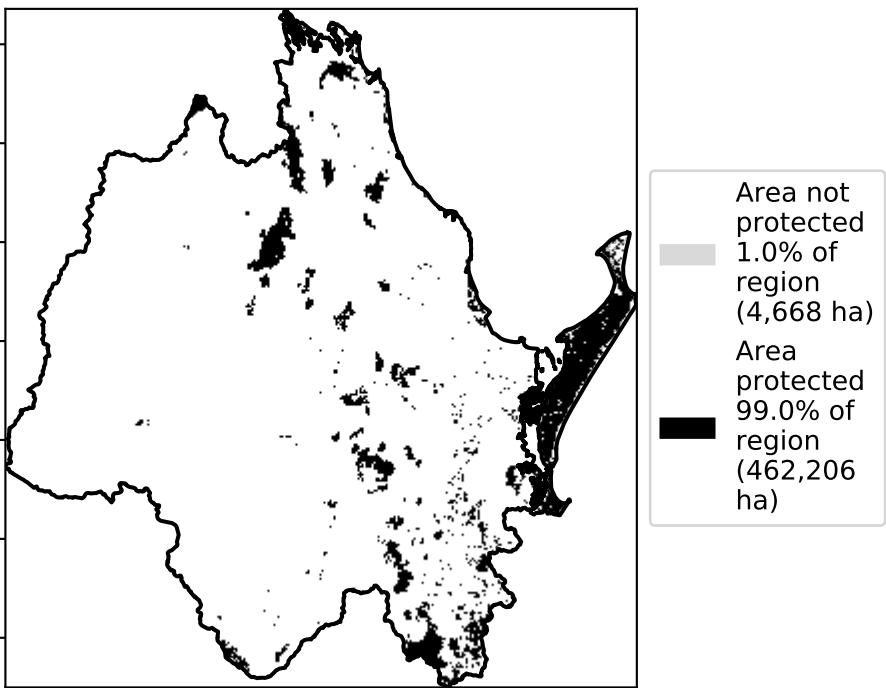 Area not
protected
1.0% of
region
(4,668 ha)
Area
protected
99.0% of
region
(462,206
ha)